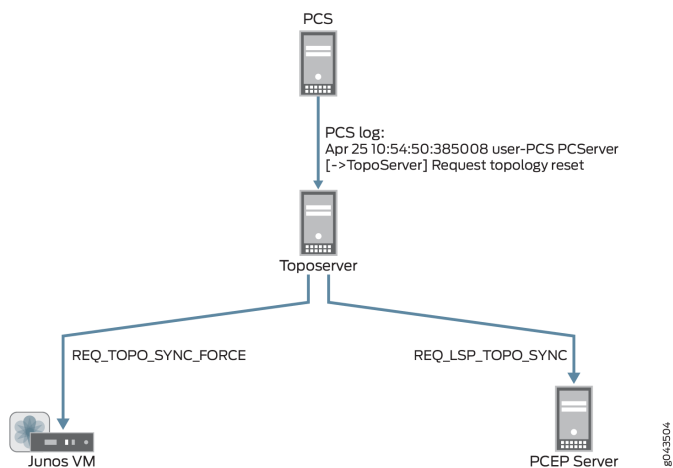 PCS
PCS log:
Apr 25 10:54:50:385008 user-PCS PCServer
[->TopoServer] Request topology reset
Toposerver
REQ_TOPO_SYNC_FORCE
REQ_LSP_TOPO_SYNC
Junos VM
PCEP Server
g043504